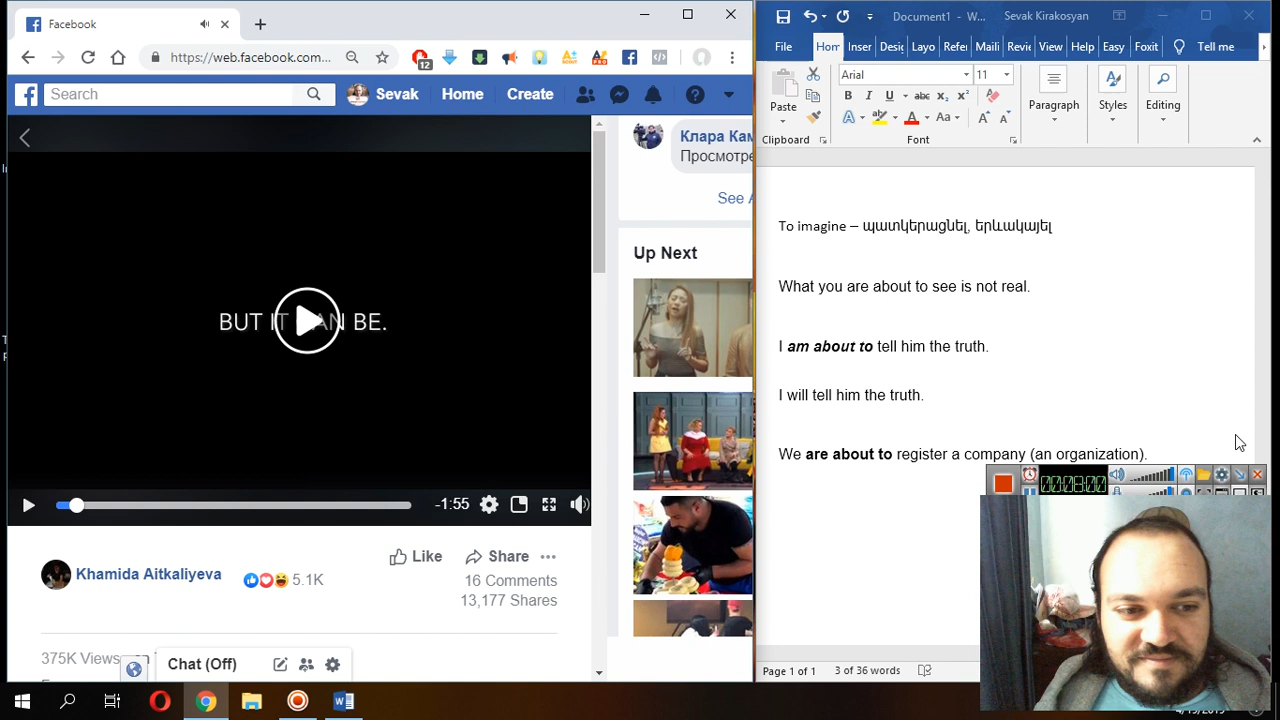 Facebook
https://web.facebook.com...
12
Search
Sevak
Home
Create
BUT IT CAN BE.
-1:55
Клара Кам
Просмотре
See A
Up Next
Khamida Aitkaliyeva
5.1K
Like
Share
16 Comments
13,177 Shares
375K Views
Chat (Off)
Document1 - W...
Sevak Kirakosyan
File
Hom
Inser
Desig
Layo
Refer
Maili
Revie
View
Help
Easy
Foxit
Tell me
Paste
Clipboard
Arial
11
Font
Paragraph
Styles
Editing
To imagine – պատկերացնել, երևակայել
What you are about to see is not real.
I am about to tell him the truth.
I will tell him the truth.
We are about to register a company (an organization).
00:03:00
Page 1 of 1
3 of 36 words